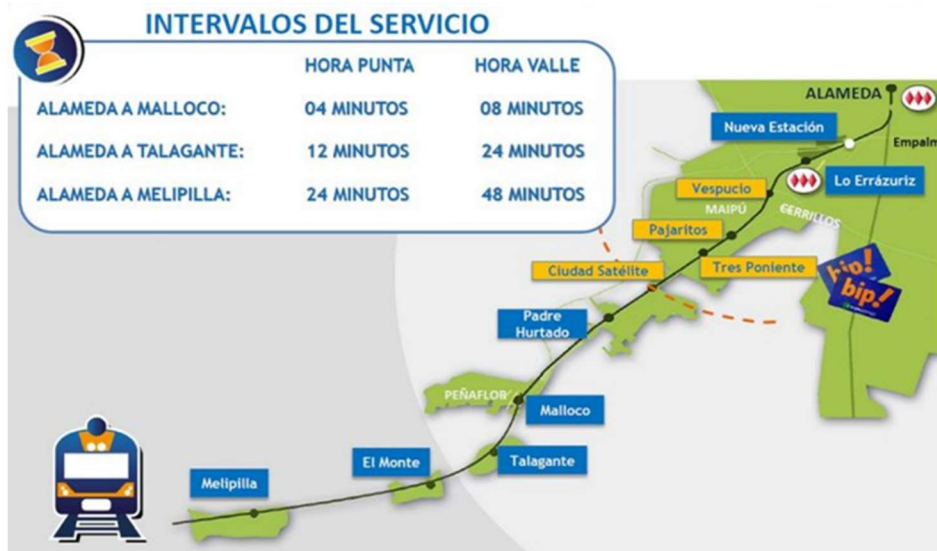 INTERVALOS DEL SERVICIO
HORA PUNTA HORA VALLE
ALAMEDA A MALLOCO: 04 MINUTOS 08 MINUTOS
ALAMEDA A TALAGANTE: 12 MINUTOS 24 MINUTOS
ALAMEDA A MELIPILLA: 24 MINUTOS 48 MINUTOS
ALAMEDA
Nueva Estación
Empalm
Lo Errázuriz
Vespucio
MAIPÚ
CERRILLOS
Pajaritos
Tres Poniente
Ciudad Satélite
bip!
bip!
Padre
Hurtado
PEÑAFLOR
Malloco
Talagante
El Monte
Melipilla